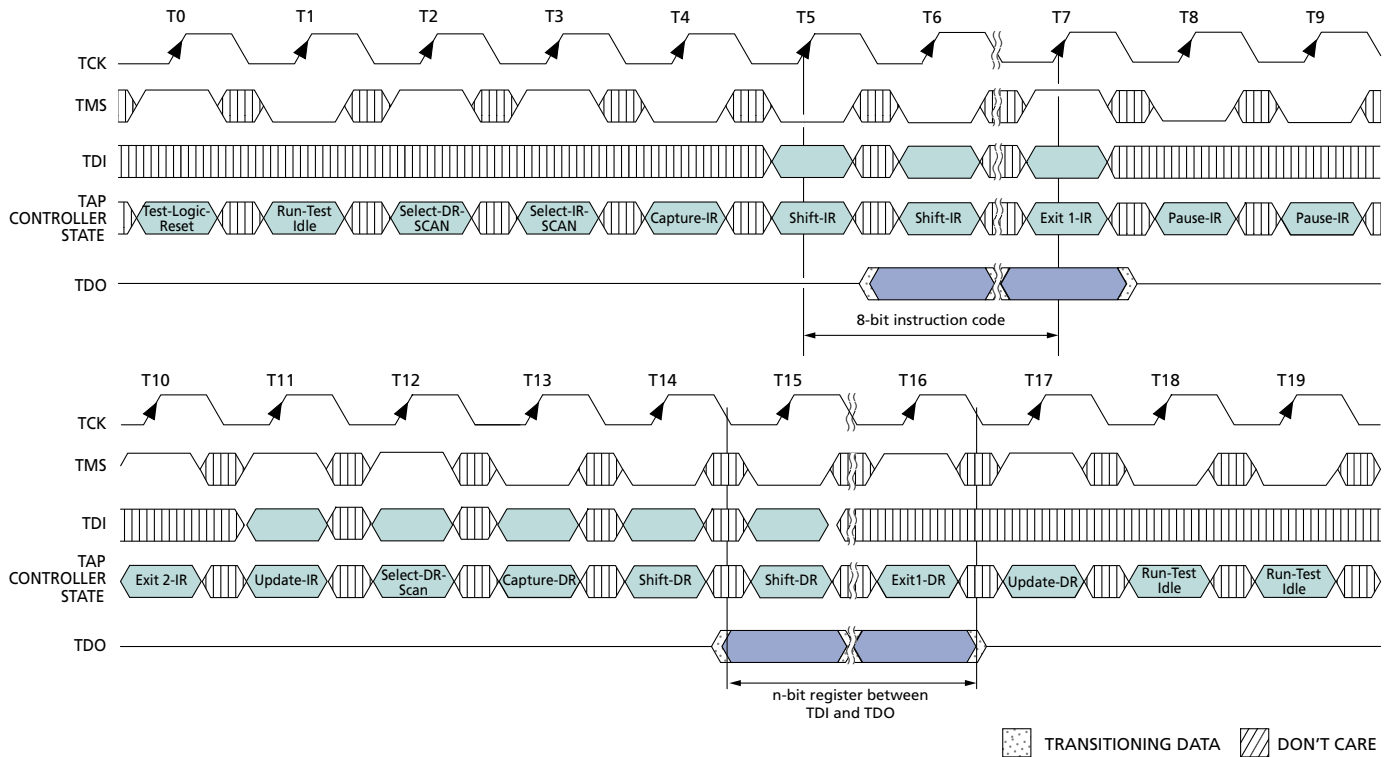 T0 T1 T2 T3 T4 T5 T6 T7 T8 T9
TCK
TMS
TDI
TAP
CONTROLLER
STATE
Test-Logic-
Reset
Run-Test
Idle
Select-DR-
SCAN
Select-IR-
SCAN
Capture-IR
Shift-IR
Shift-IR
Exit 1-IR
Pause-IR
Pause-IR
TDO
8-bit instruction code
T10 T11 T12 T13 T14 T15 T16 T17 T18 T19
TCK
TMS
TDI
TAP
CONTROLLER
STATE
Exit 2-IR
Update-IR
Select-DR-
Scan
Capture-DR
Shift-DR
Shift-DR
Exit1-DR
Update-DR
Run-Test
Idle
Run-Test
Idle
TDO
n-bit register between
TDI and TDO
TRANSITIONING DATA
DON'T CARE